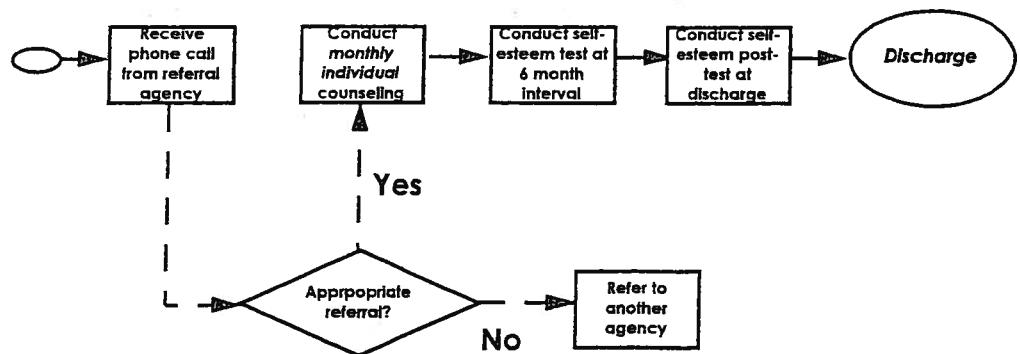 Receive
phone call
from referral
agency
Conduct
monthly
individual
counseling
Conduct self-
esteem test at
6 month
interval
Conduct self-
esteem post-
test at
discharge
Discharge
Yes
Apprpopriate
referral?
No
Refer to
another
agency